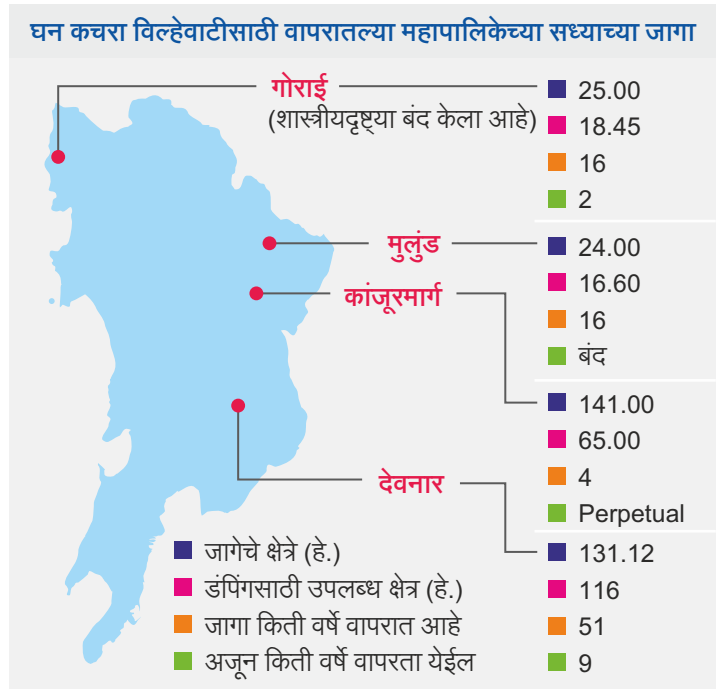 घन कचरा विल्हेवाटीसाठी वापरातल्या महापालिकेच्या सध्याच्या जागा
गोराई
(शास्त्रीयदृष्ट्या बंद केला आहे)
25.00
18.45
16
2
मुलुंड
24.00
16.60
16
बंद
कांजूरमार्ग
141.00
65.00
4
Perpetual
देवनार
131.12
116
51
9
जागेचे क्षेत्रे (हे.)
डंपिंगसाठी उपलब्ध क्षेत्र (हे.)
जागा किती वर्षे वापरात आहे
अजून किती वर्षे वापरता येईल